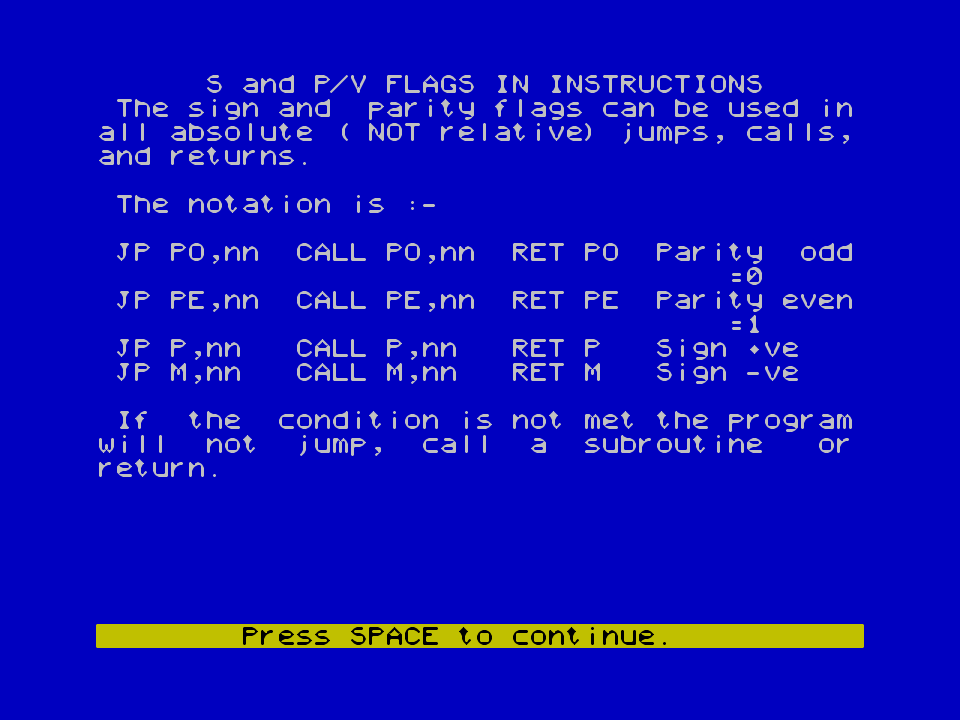 S and P/V FLAGS IN INSTRUCTIONS
The sign and parity flags can be used in
all absolute ( NOT relative) jumps, calls,
and returns.
The notation is :-
JP PO,nn CALL PO,nn RET PO Parity odd
=0
JP PE,nn CALL PE,nn RET PE Parity even
=1
JP P,nn CALL P,nn RET P Sign +ve
JP M,nn CALL M,nn RET M Sign -ve
If the condition is not met the program
will not jump, call a subroutine or
return.
Press SPACE to continue.